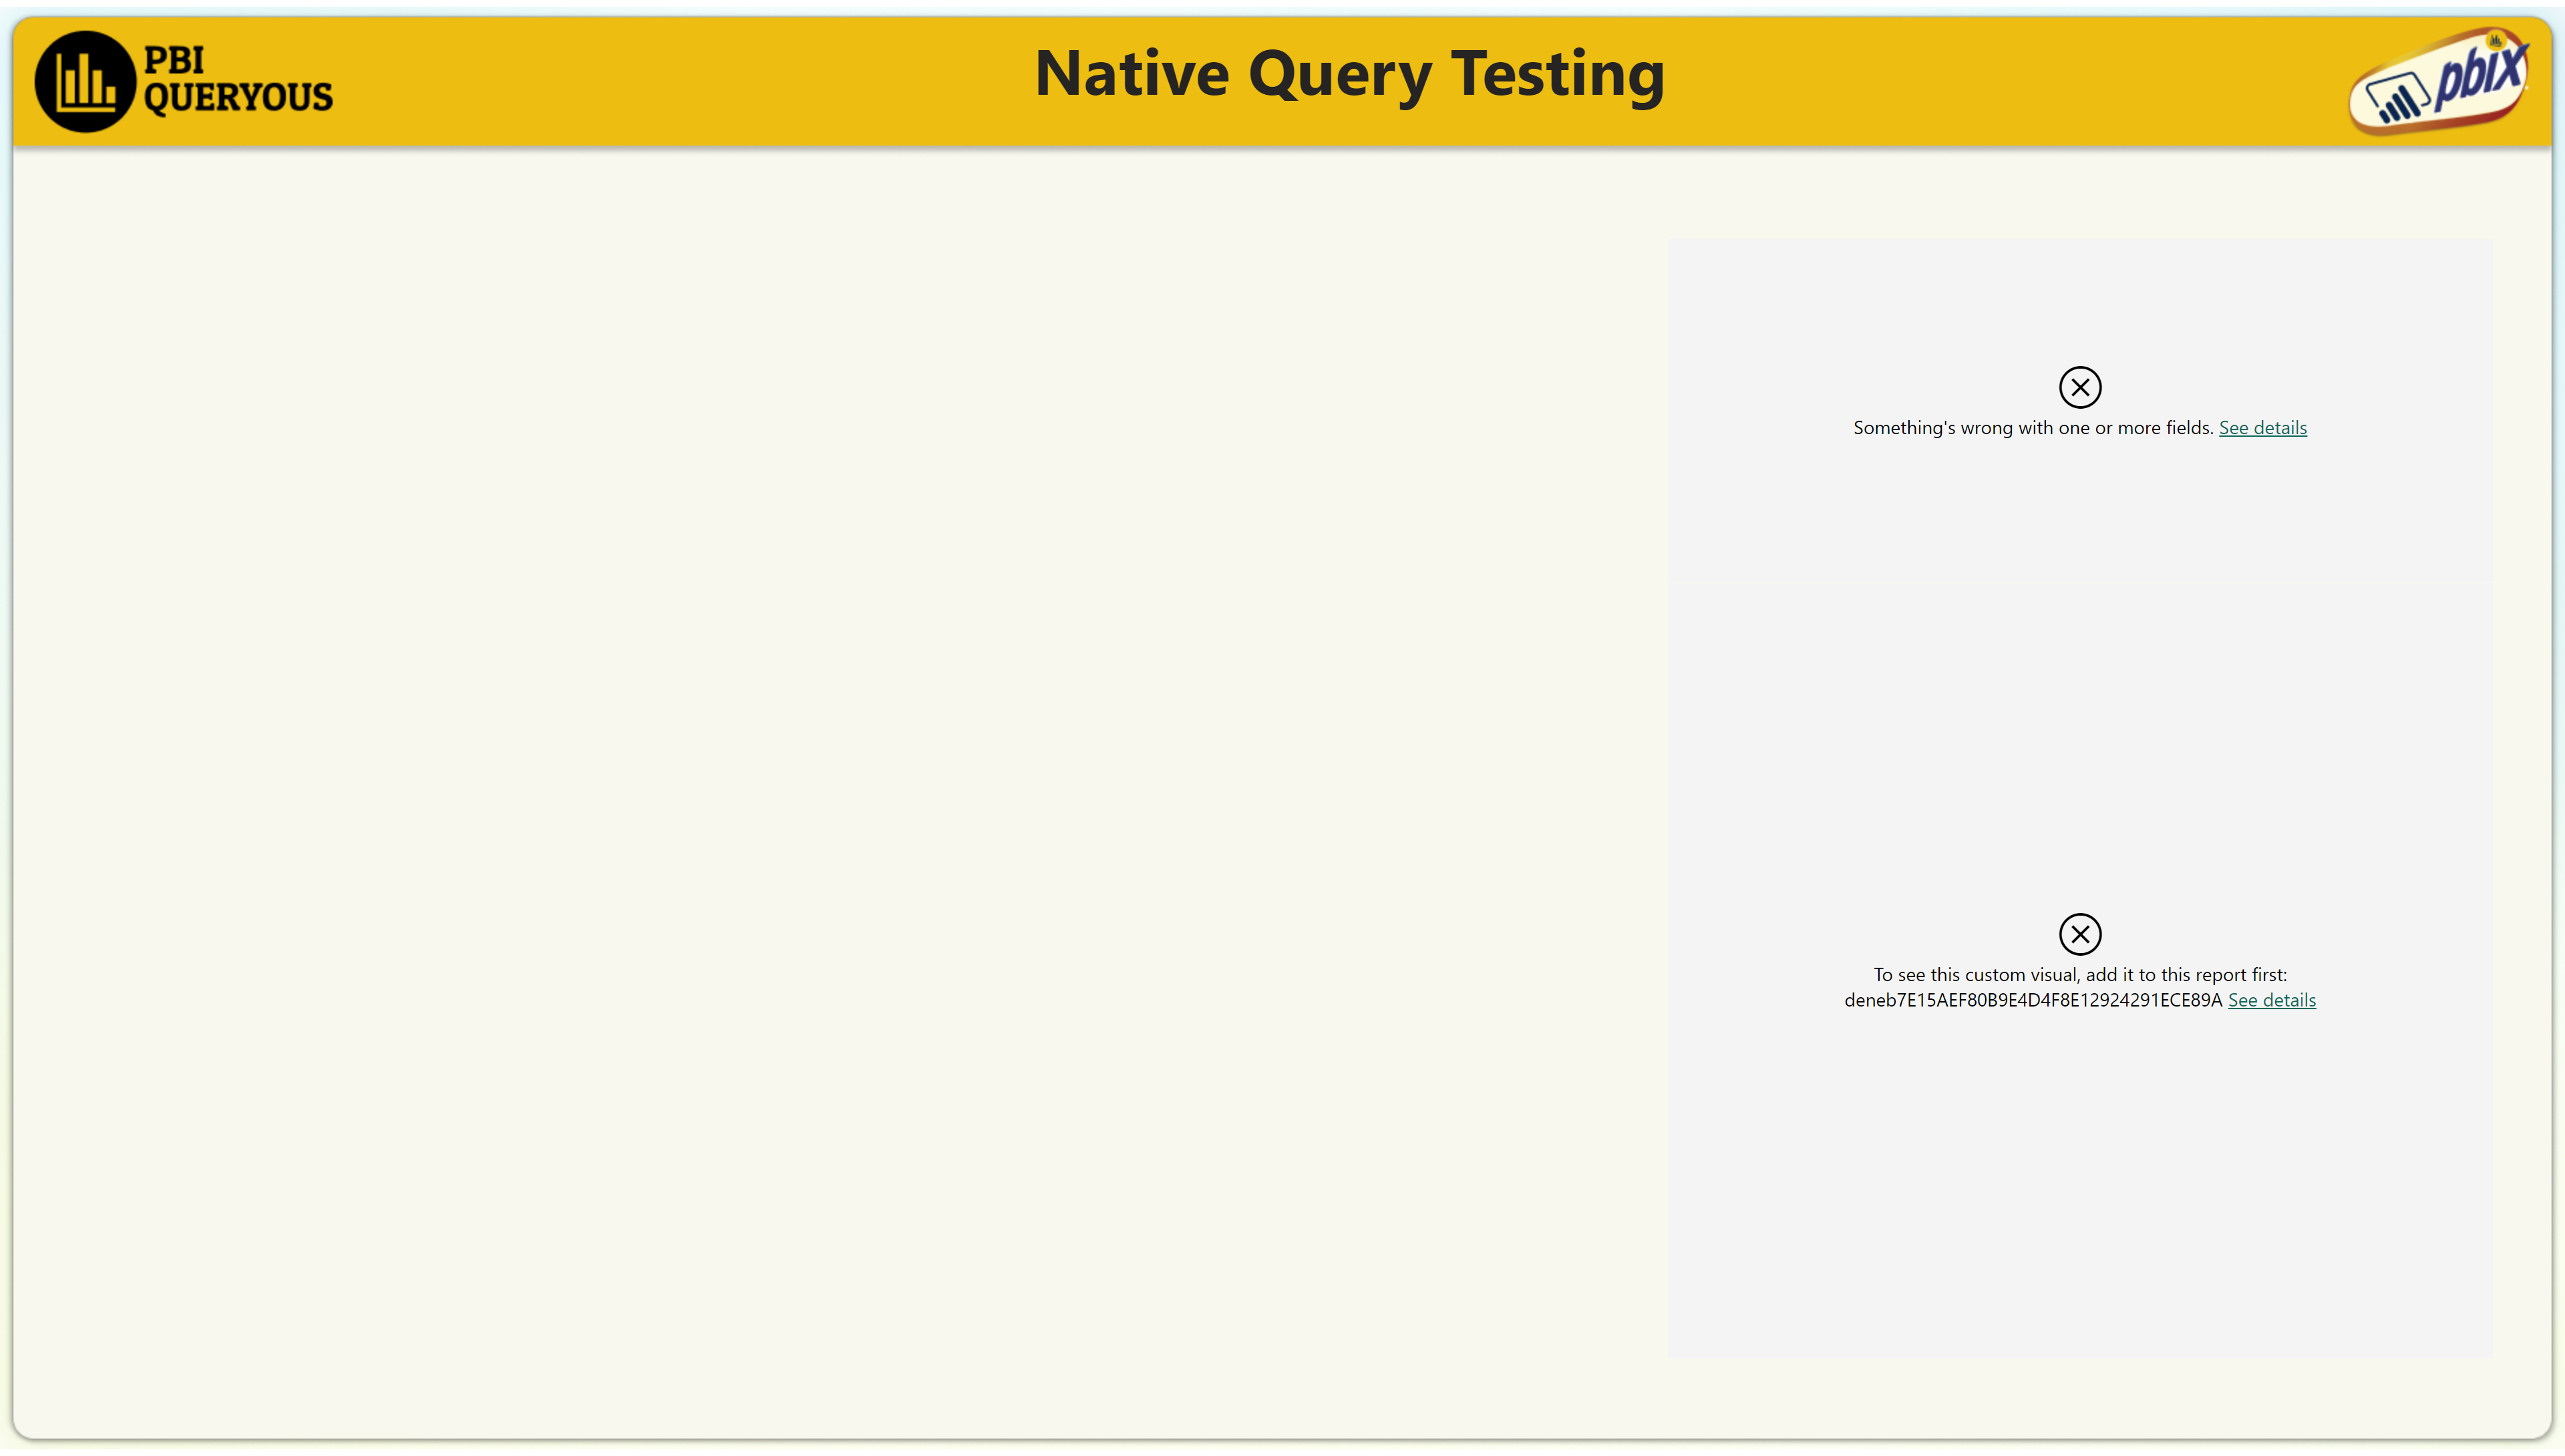 PBI
QUERYOUS
Native Query Testing
pbix
Something's wrong with one or more fields. See details
To see this custom visual, add it to this report first:
deneb7E15AEF80B9E4D4F8E12924291ECE89A See details